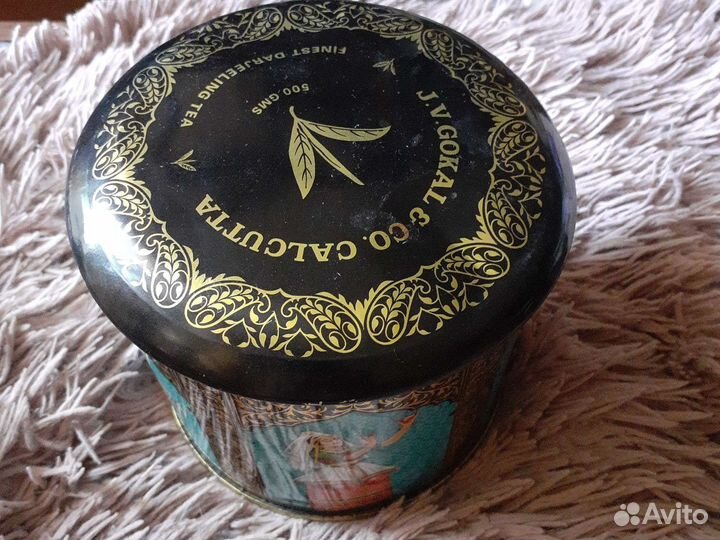 J.V GOKAL & CO. CALCUTTA
FINEST DARJEELING TEA
500 GMS
Avito